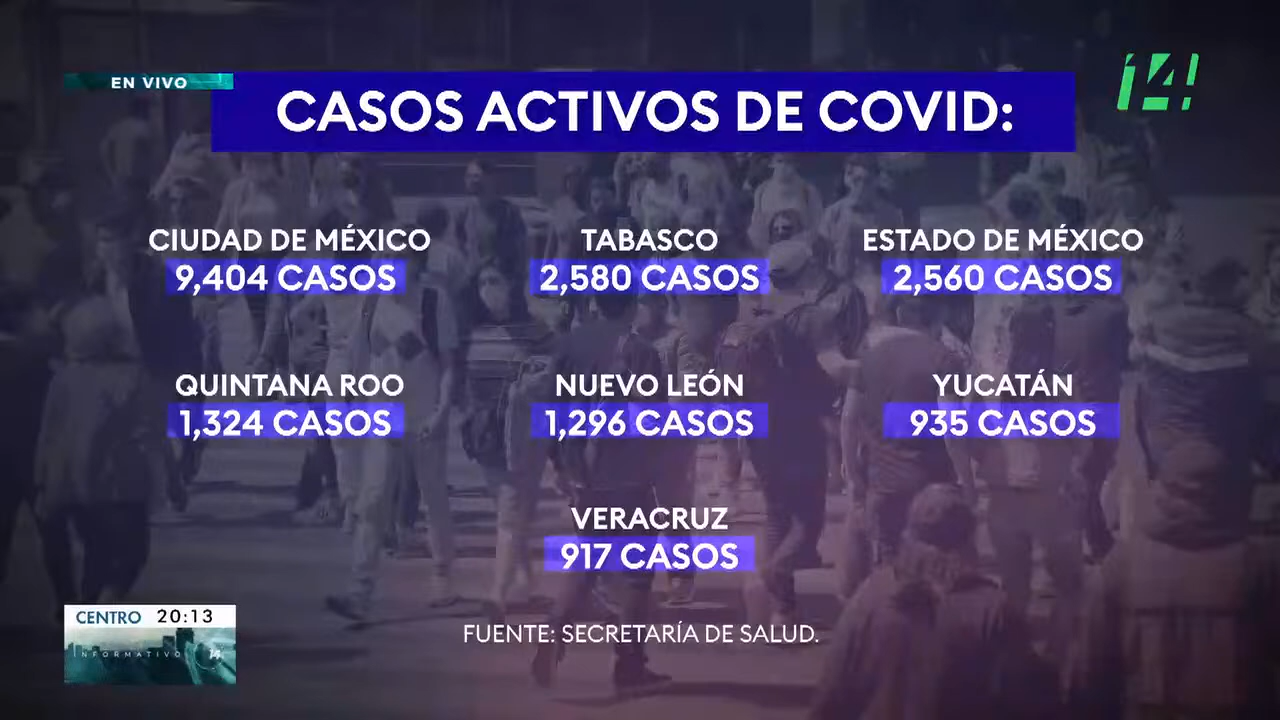 EN VIVO
14!
CASOS ACTIVOS DE COVID:
CIUDAD DE MÉXICO
9,404 CASOS
TABASCO
2,580 CASOS
ESTADO DE MÉXICO
2,560 CASOS
QUINTANA ROO
1,324 CASOS
NUEVO LEÓN
1,296 CASOS
YUCATÁN
935 CASOS
VERACRUZ
917 CASOS
FUENTE: SECRETARÍA DE SALUD.
CENTRO 20:13
INFORMATIVO 14